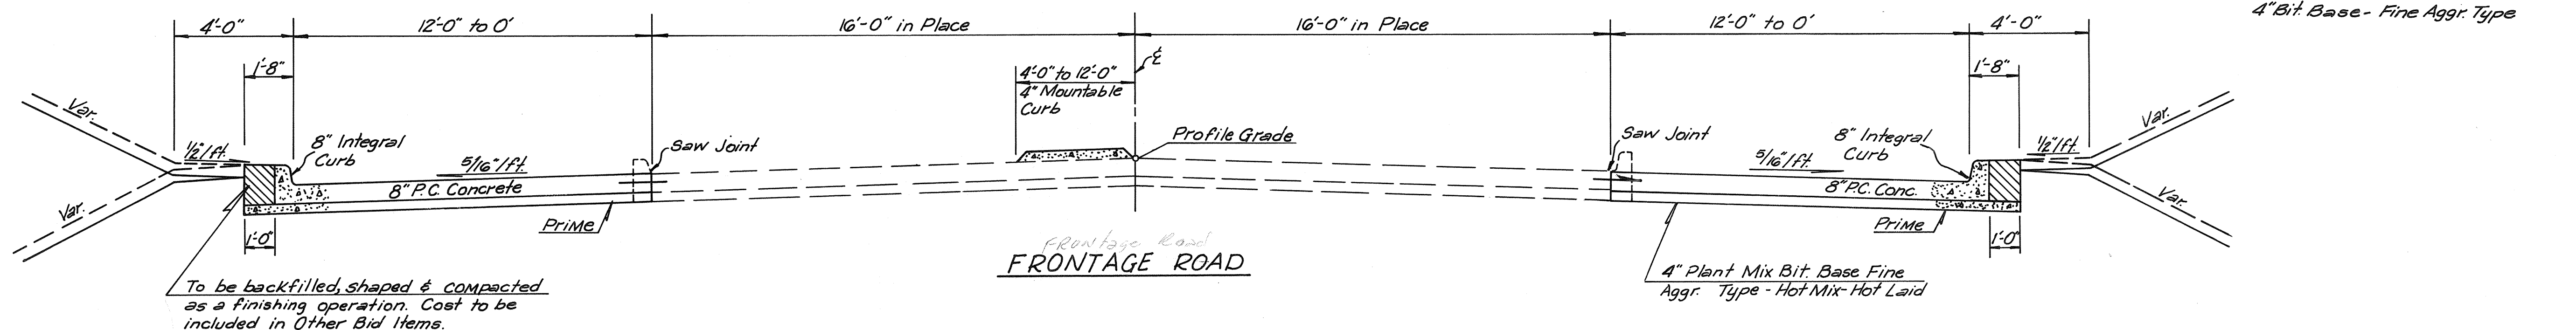 4"Bit. Base- Fine Aggr. Type
4'-0"
12'-0" to 0'
16'-0" in Place
16'-0" in Place
12'-0" to 0'
4'-0"
1'-8"
4'-0" to 12'-0"
4" Mountable
Curb
℄
1'-8"
Var.
1/2"/ft.
8" Integral
Curb
5/16"/ft.
Saw Joint
Profile Grade
Saw Joint
8" Integral
Curb
5/16"/ft.
1/2"/ft.
Var.
8" P.C. Concrete
8" P.C. Conc.
Var.
Prime
Prime
Var.
1'-0"
1'-0"
Frontage Road
FRONTAGE ROAD
To be backfilled, shaped & compacted
as a finishing operation. Cost to be
included in Other Bid Items.
4" Plant Mix Bit. Base Fine
Aggr. Type - Hot Mix-Hot Laid